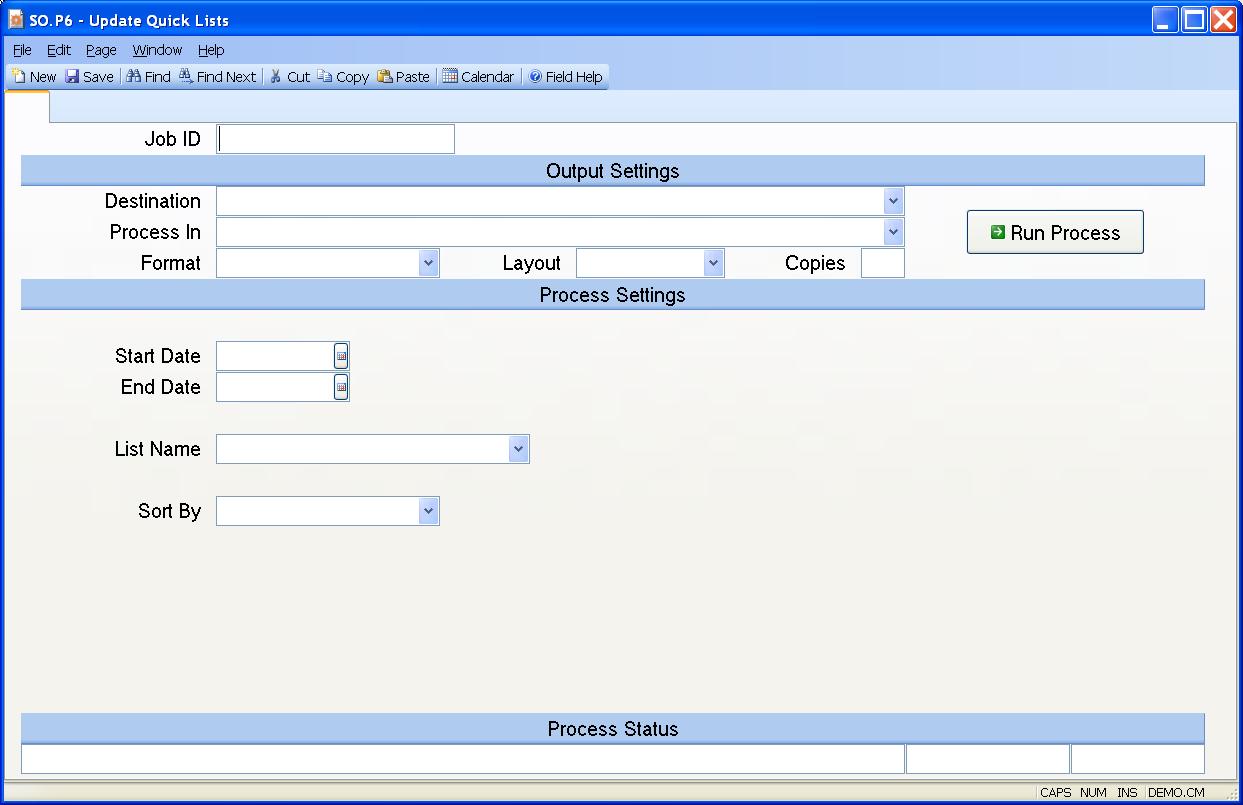 SO.P6 - Update Quick Lists
File Edit Page Window Help
New Save Find Find Next Cut Copy Paste Calendar Field Help
Job ID
Output Settings
Destination
Process In
Run Process
Format Layout Copies
Process Settings
Start Date
End Date
List Name
Sort By
Process Status
CAPS NUM INS DEMO.CM